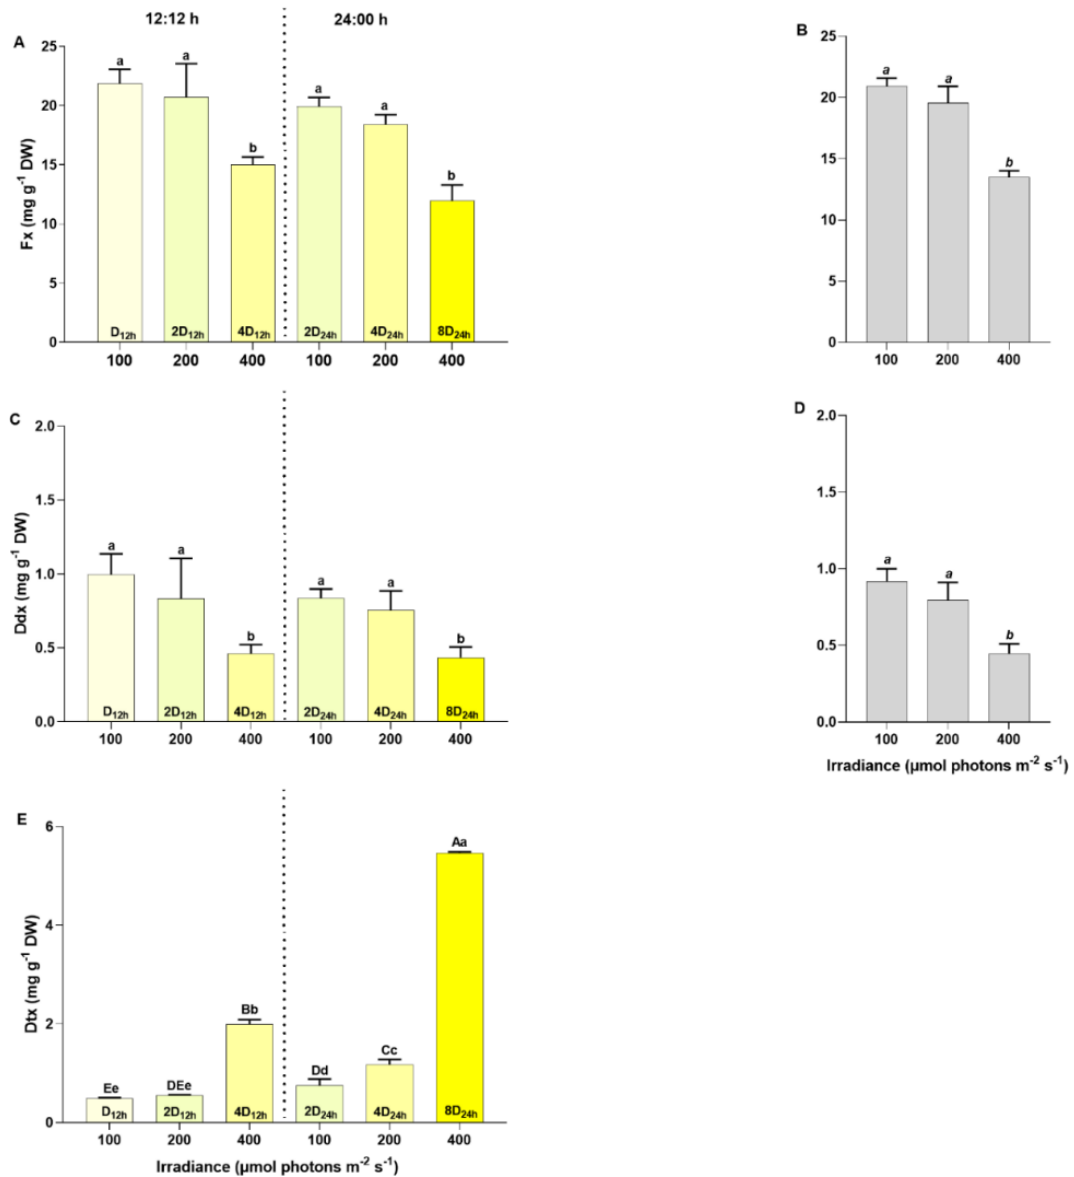 12:12 h 24:00 h
A
Fx (mg g-1 DW)
25
20
15
10
5
0
a a b a a b
D12h 2D12h 4D12h 2D24h 4D24h 8D24h
100 200 400 100 200 400
B
25
20
15
10
5
0
a a b
100 200 400
C
Ddx (mg g-1 DW)
2.0
1.5
1.0
0.5
0.0
a a b a a b
D12h 2D12h 4D12h 2D24h 4D24h 8D24h
100 200 400 100 200 400
D
2.0
1.5
1.0
0.5
0.0
a a b
100 200 400
Irradiance (µmol photons m-2 s-1)
E
Dtx (mg g-1 DW)
6
4
2
0
Ee DEe Bb Dd Cc Aa
D12h 2D12h 4D12h 2D24h 4D24h 8D24h
100 200 400 100 200 400
Irradiance (µmol photons m-2 s-1)